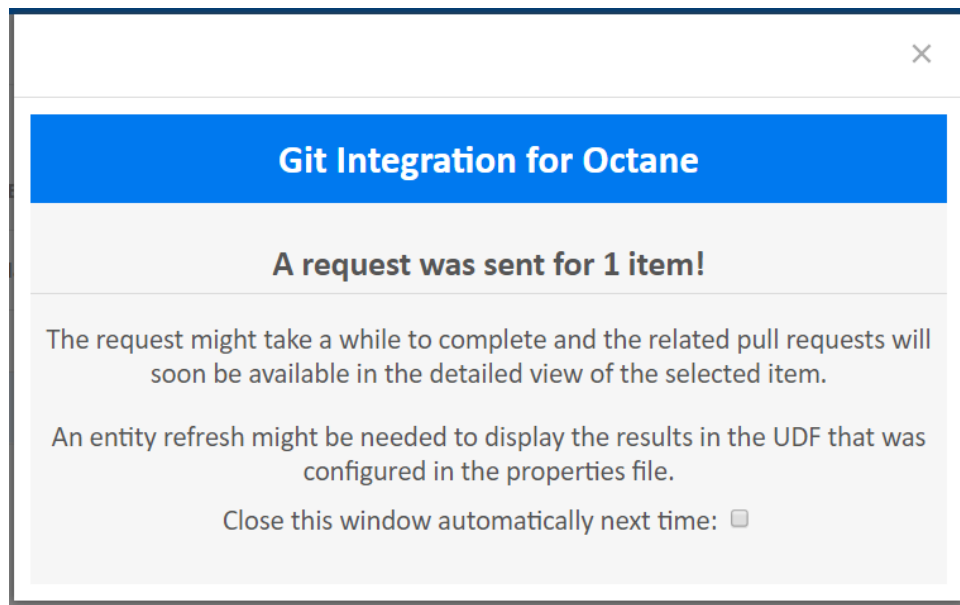 Git Integration for Octane
A request was sent for 1 item!
The request might take a while to complete and the related pull requests will
soon be available in the detailed view of the selected item.
An entity refresh might be needed to display the results in the UDF that was
configured in the properties file.
Close this window automatically next time: